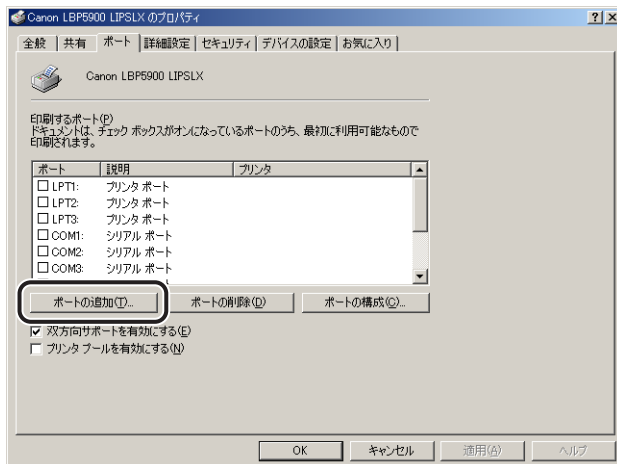 Canon LBP5900 LIPSLX のプロパティ
全般 共有 ポート 詳細設定 セキュリティ デバイスの設定 お気に入り
Canon LBP5900 LIPSLX
印刷するポート(P)
ドキュメントは、チェック ボックスがオンになっているポートのうち、最初に利用可能なもので
印刷されます。
ポート 説明 プリンタ
LPT1: プリンタ ポート
LPT2: プリンタ ポート
LPT3: プリンタ ポート
COM1: シリアル ポート
COM2: シリアル ポート
COM3: シリアル ポート
ポートの追加(T)... ポートの削除(D) ポートの構成(C)...
双方向サポートを有効にする(E)
プリンタ プールを有効にする(N)
OK キャンセル 適用(A) ヘルプ